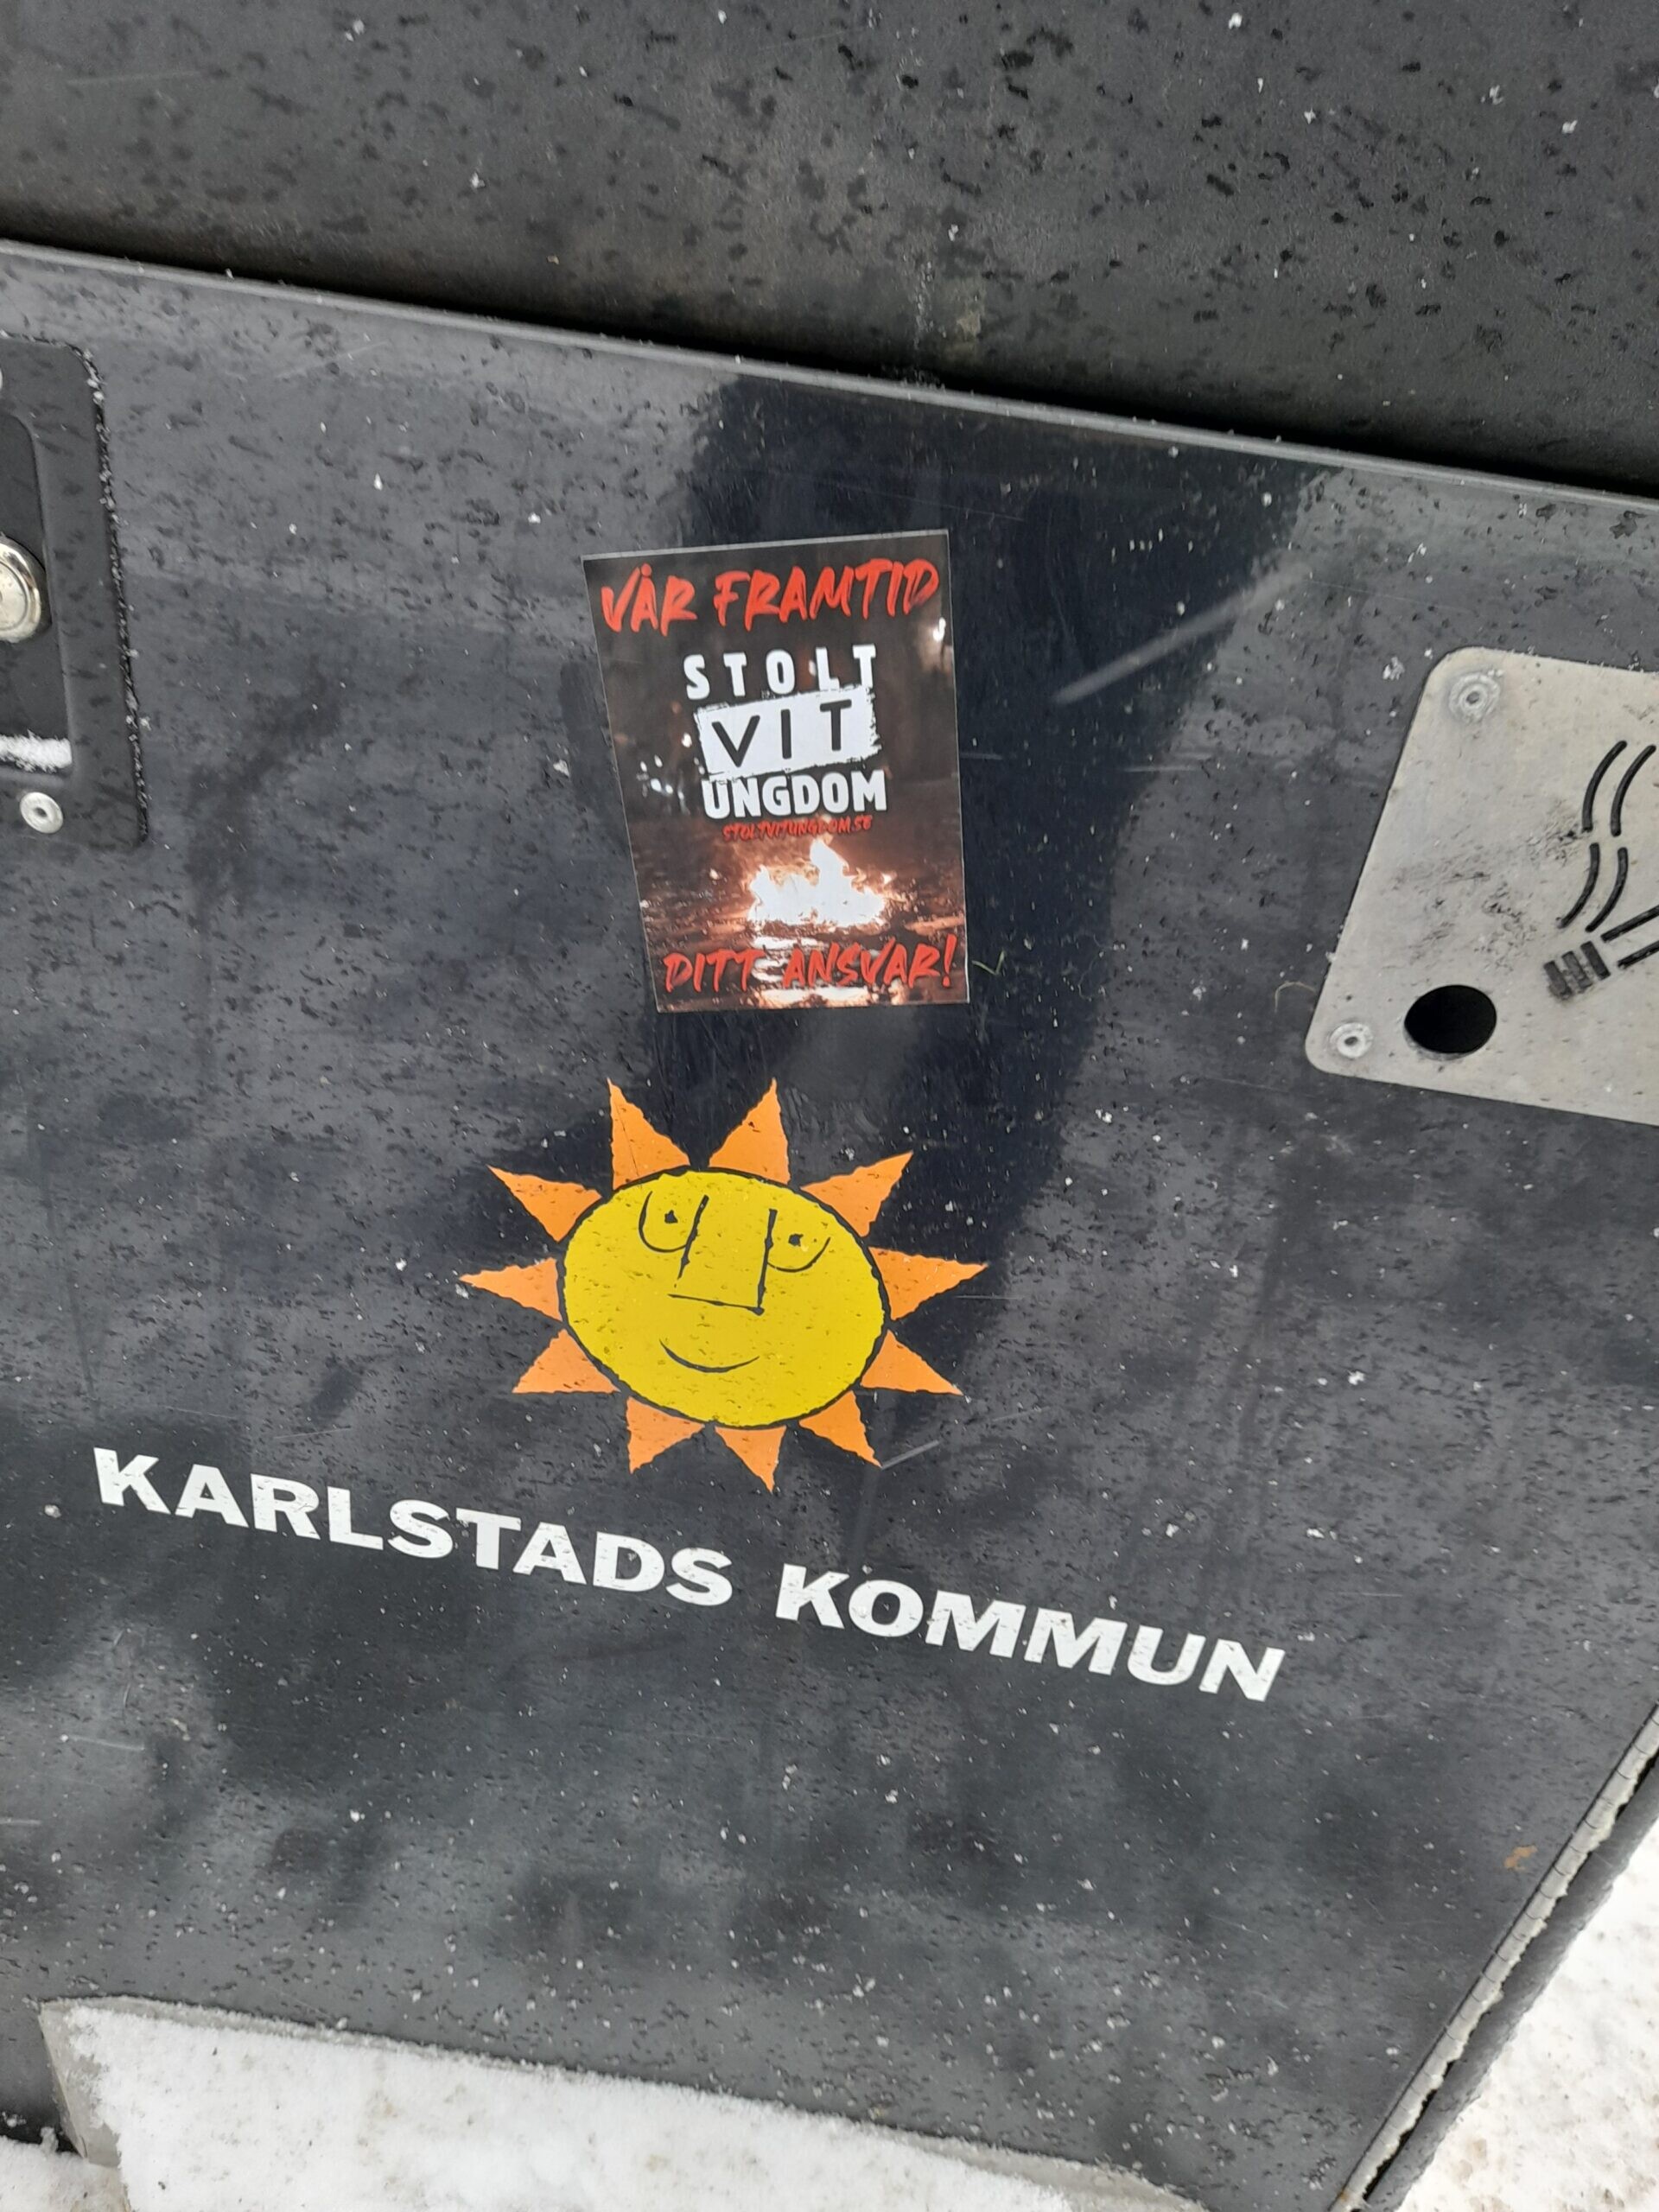 VÅR FRAMTID
STOLT
VIT
UNGDOM
STOLTVITUNGDOM.SE
DITT ANSVAR!
KARLSTADS KOMMUN